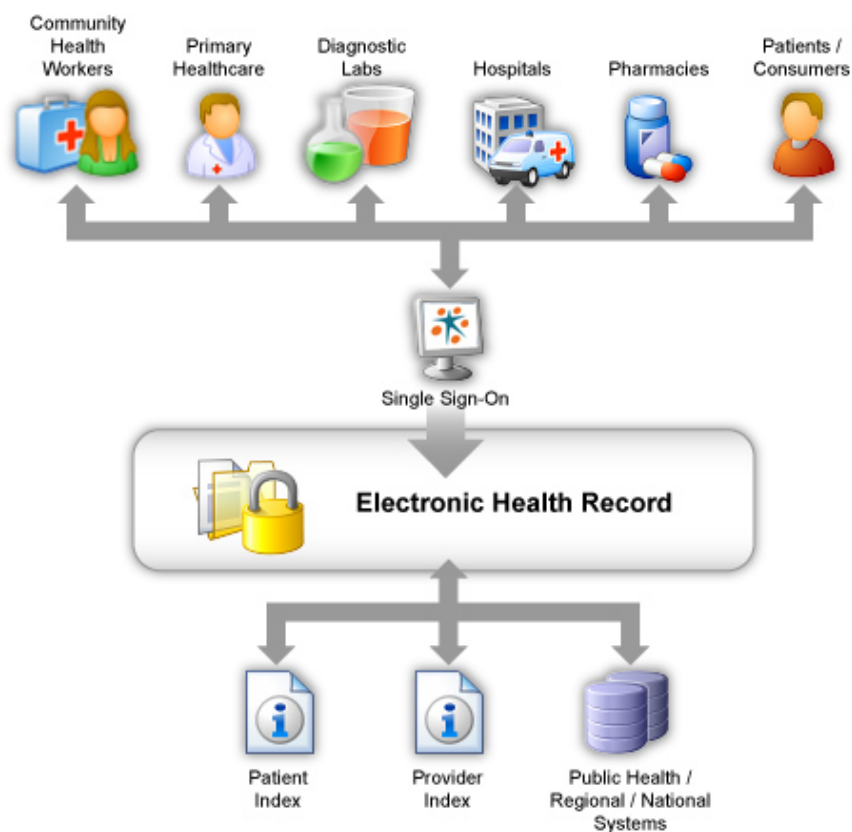 Community
Health
Workers
Primary
Healthcare
Diagnostic
Labs
Hospitals
Pharmacies
Patients /
Consumers
Single Sign-On
Electronic Health Record
Patient
Index
Provider
Index
Public Health /
Regional / National
Systems